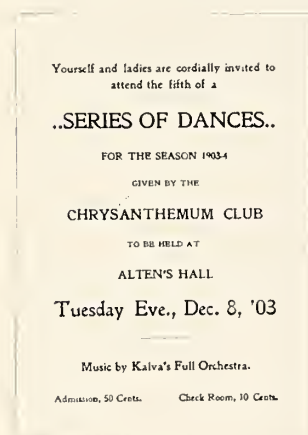 Yourself and ladies are cordially invited to
attend the fifth of a
..SERIES OF DANCES..
FOR THE SEASON 1903-4
GIVEN BY THE
CHRYSANTHEMUM CLUB
TO BE HELD AT
ALTEN'S HALL
Tuesday Eve., Dec. 8, '03
Music by Kalva's Full Orchestra.
Admission, 50 Cents. Check Room, 10 Cents.